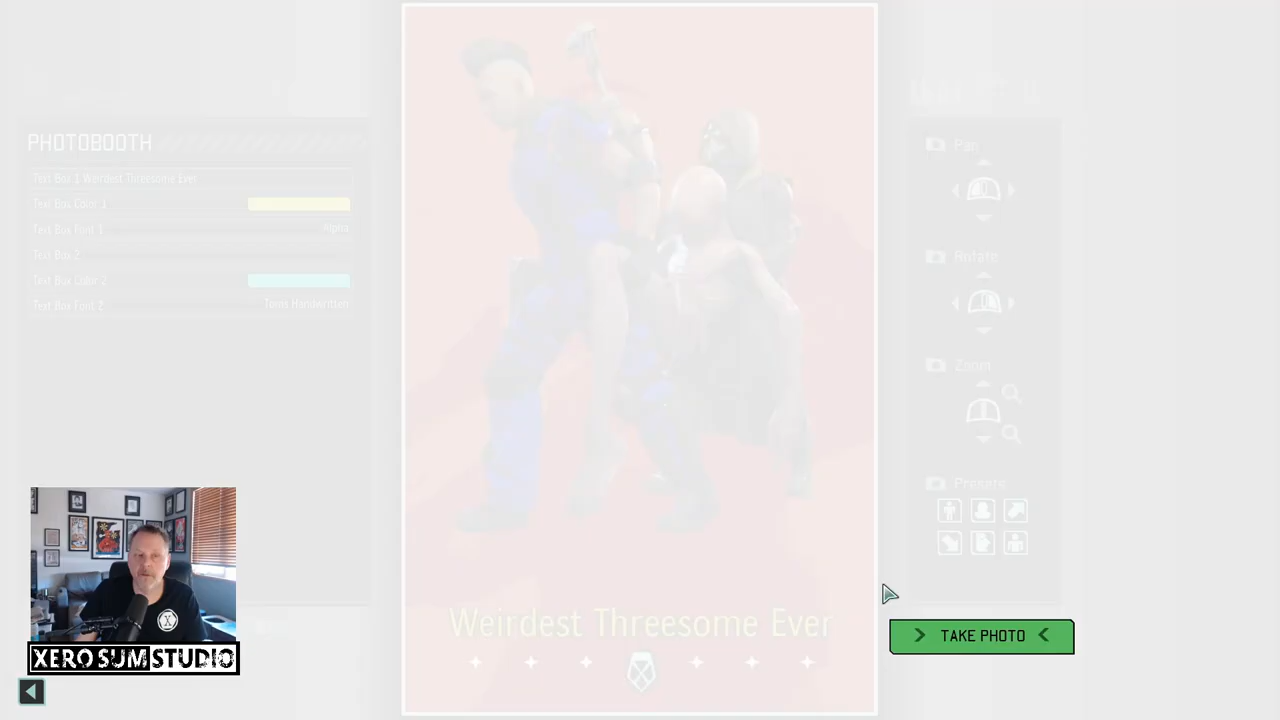 PHOTOBOOTH
Text Box 1 Weirdest Threesome Ever
Text Box Color 1
Text Box Font 1 Alpha
Text Box 2
Text Box Color 2
Text Box Font 2 Toms Handwritten
Pan
Rotate
Zoom
Presets
Weirdest Threesome Ever
TAKE PHOTO
XERO SUM STUDIO